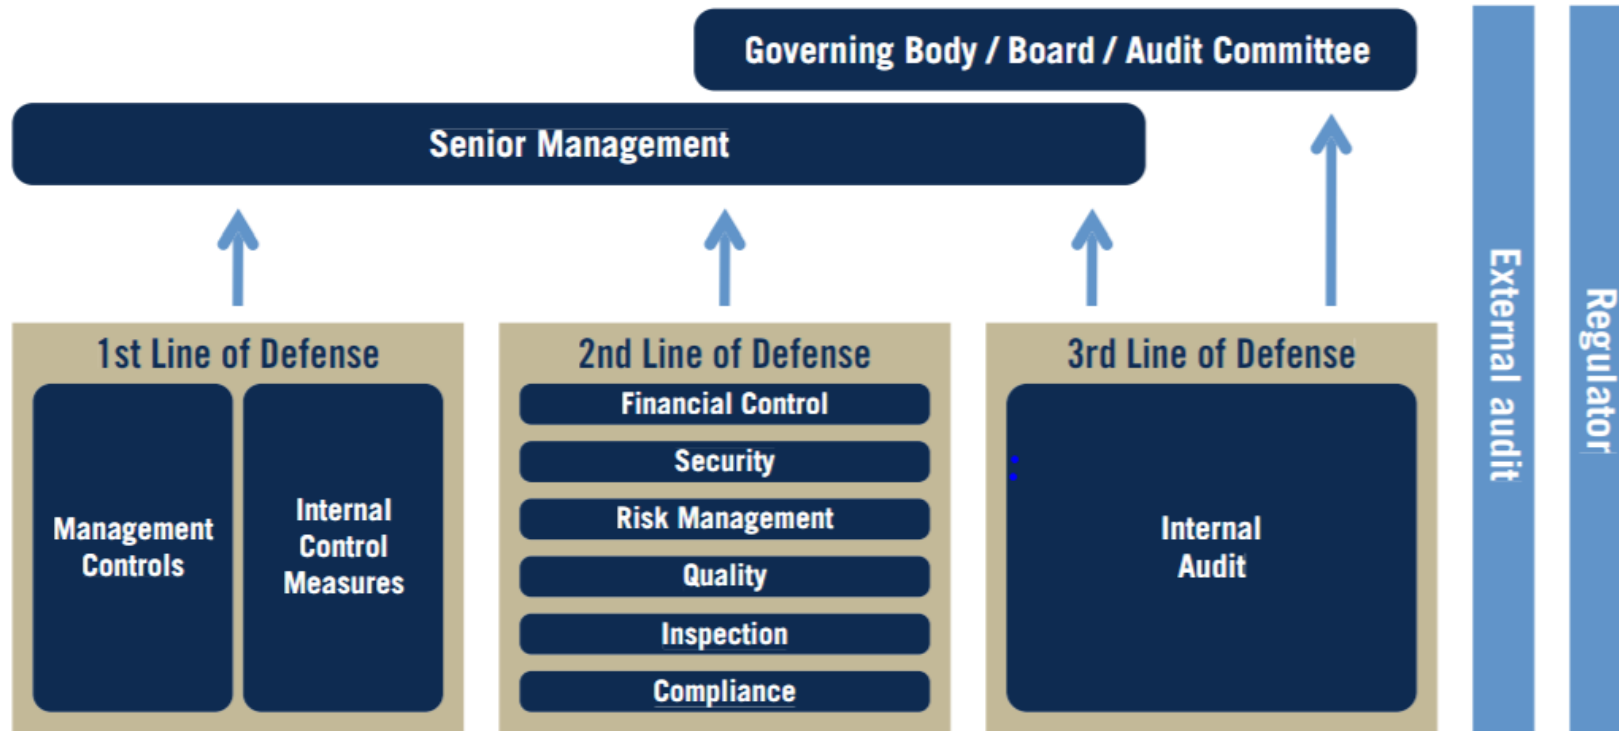 Governing Body / Board / Audit Committee
Senior Management
1st Line of Defense
Management
Controls
Internal
Control
Measures
2nd Line of Defense
Financial Control
Security
Risk Management
Quality
Inspection
Compliance
3rd Line of Defense
Internal
Audit
External audit
Regulator